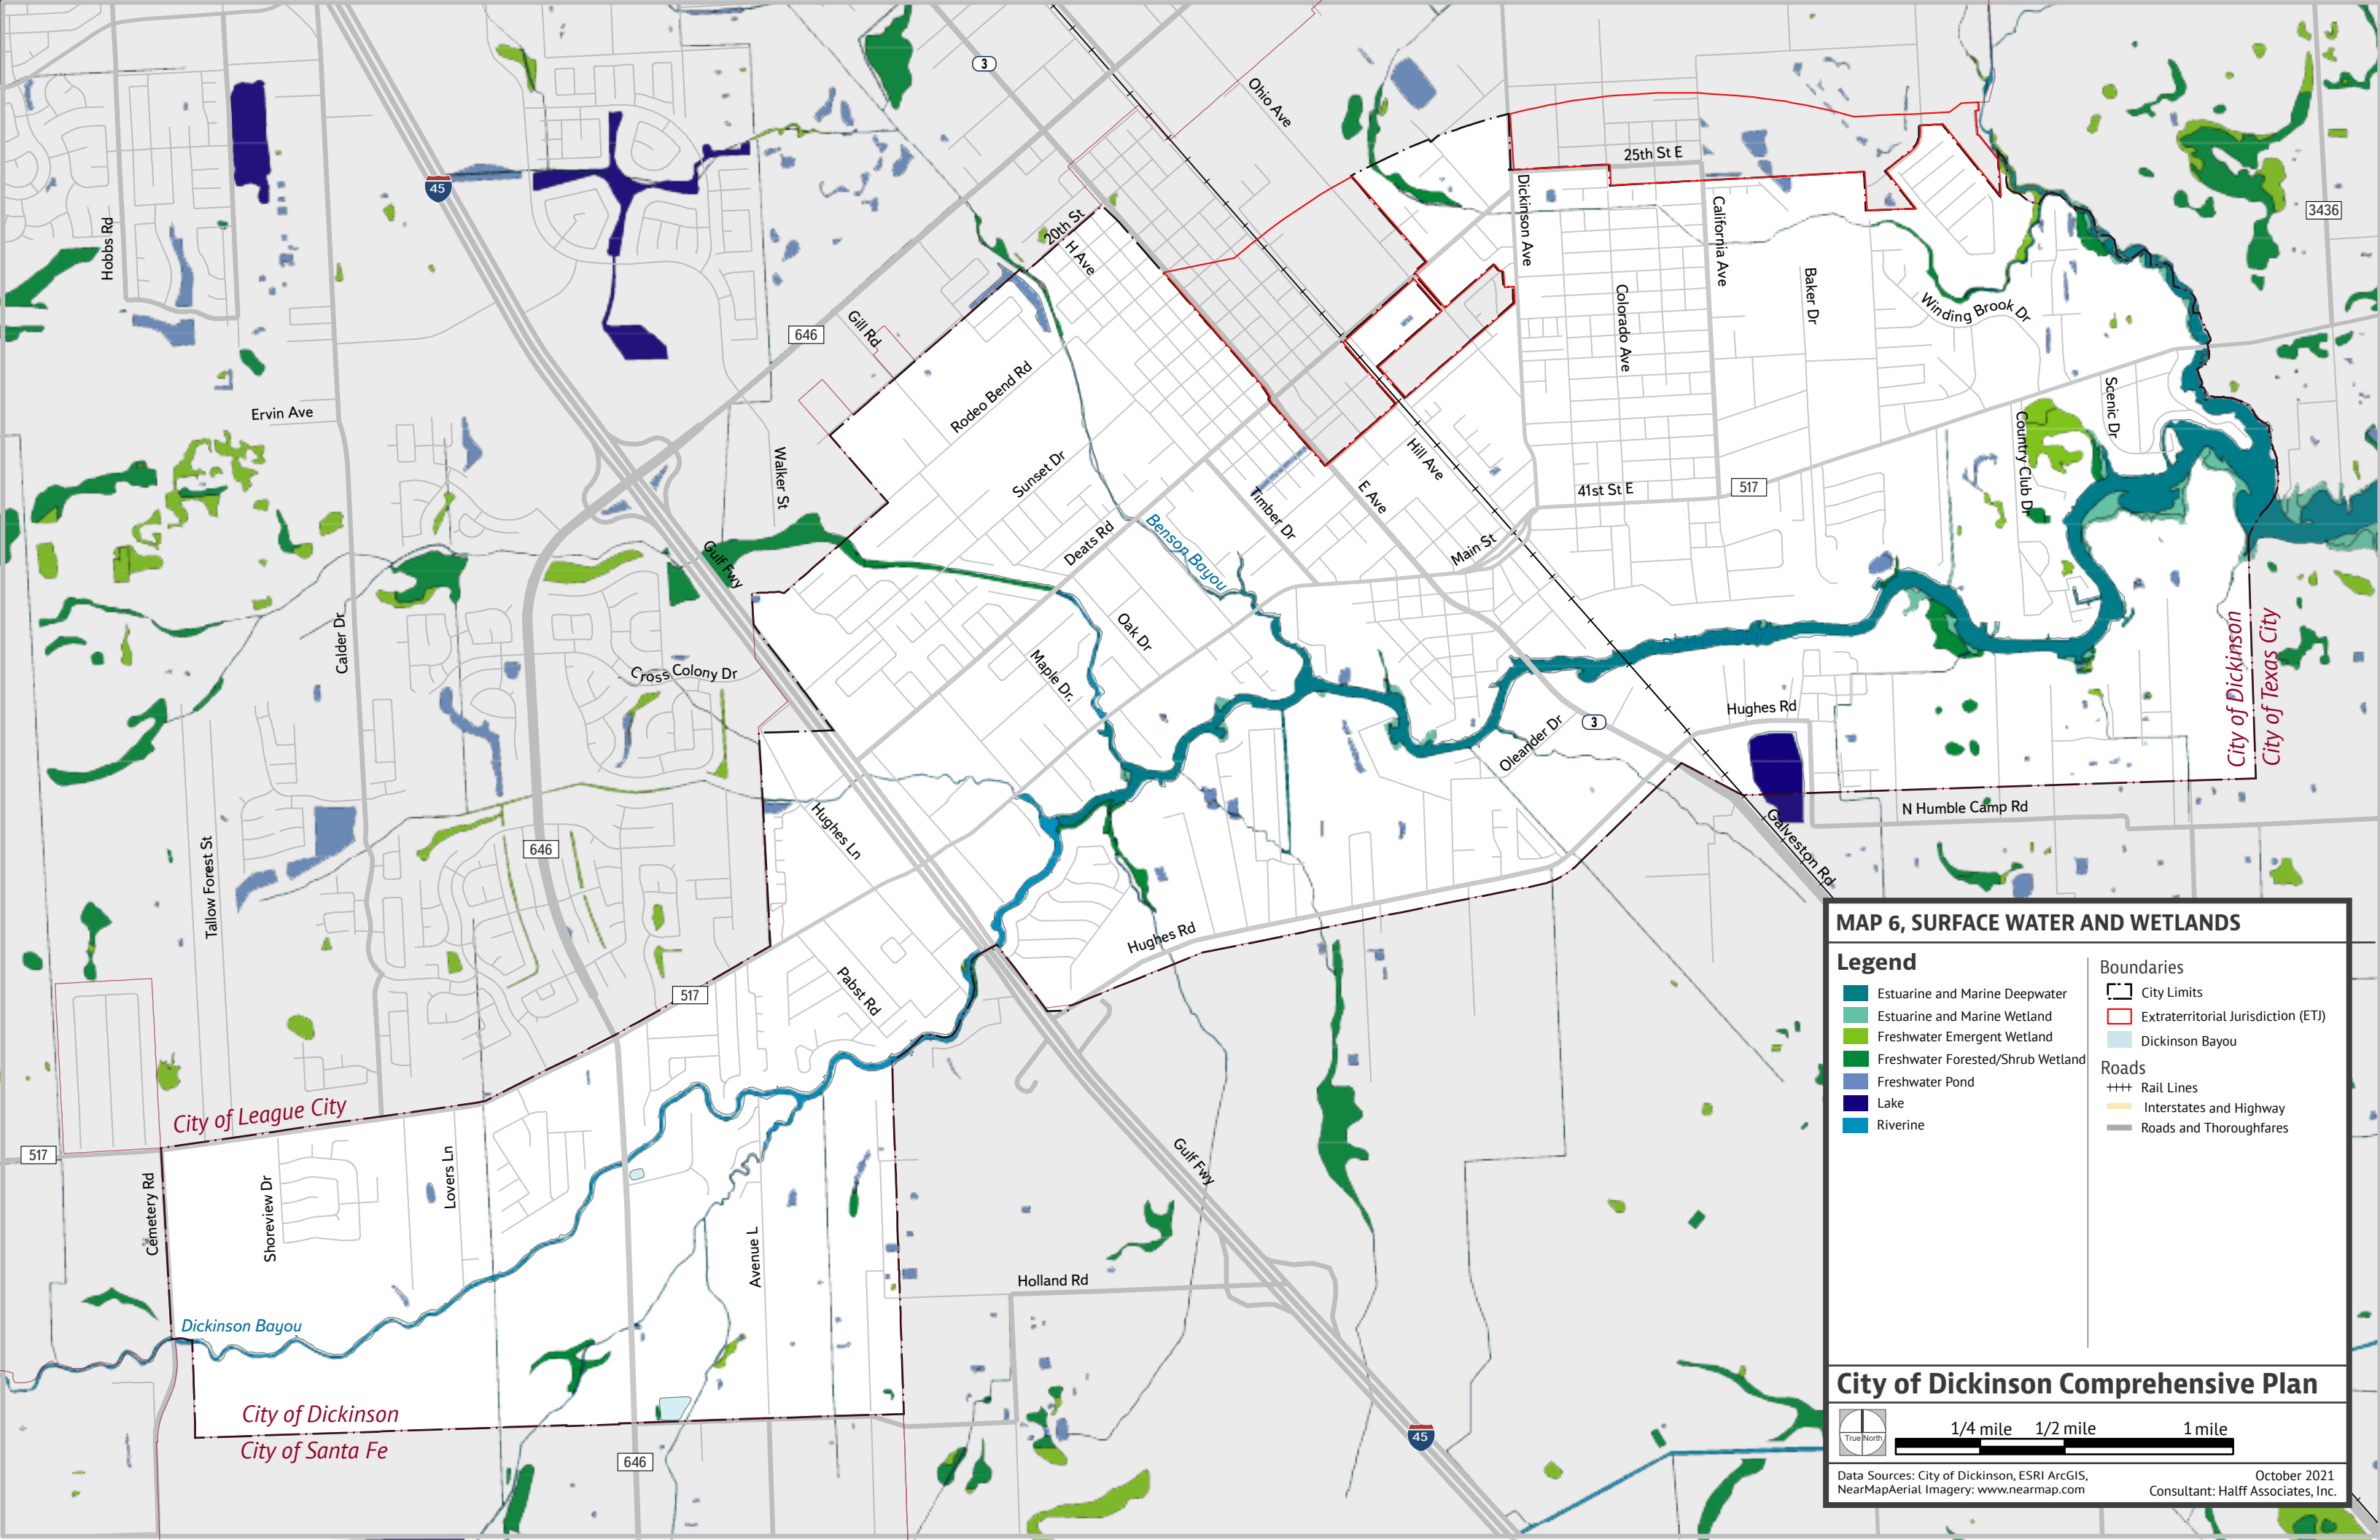 3
Ohio Ave
25th St E
45
Dickinson Ave
3436
California Ave
Hobbs Rd
20th St
H Ave
Baker Dr
Colorado Ave
Winding Brook Dr
646
Gill Rd
Rodeo Bend Rd
Scenic Dr
Ervin Ave
Country Club Dr
Hill Ave
Walker St
Sunset Dr
41st St E
517
Timber Dr
E Ave
Deats Rd
Benson Bayou
Main St
Gulf Fwy
Calder Dr
Oak Dr
Cross Colony Dr
Maple Dr.
City of Dickinson
City of Texas City
Hughes Rd
3
Oleander Dr
N Humble Camp Rd
Hughes Ln
Galveston Rd
646
Tallow Forest St
Hughes Rd
517
Pabst Rd
City of League City
517
Gulf Fwy
Lovers Ln
Shoreview Dr
Cemetery Rd
Avenue L
Holland Rd
Dickinson Bayou
City of Dickinson
City of Santa Fe
646
45
MAP 6, SURFACE WATER AND WETLANDS
Legend
Estuarine and Marine Deepwater
Estuarine and Marine Wetland
Freshwater Emergent Wetland
Freshwater Forested/Shrub Wetland
Freshwater Pond
Lake
Riverine
Boundaries
City Limits
Extraterritorial Jurisdiction (ETJ)
Dickinson Bayou
Roads
Rail Lines
Interstates and Highway
Roads and Thoroughfares
City of Dickinson Comprehensive Plan
True North
1/4 mile 1/2 mile 1 mile
Data Sources: City of Dickinson, ESRI ArcGIS,
NearMapAerial Imagery: www.nearmap.com
October 2021
Consultant: Halff Associates, Inc.